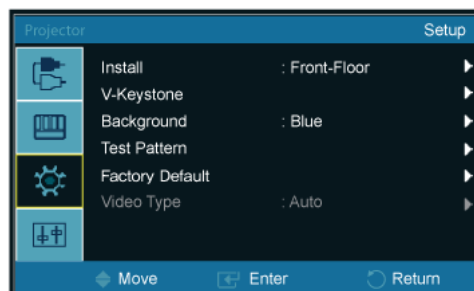 Projector Setup
Install : Front-Floor
V-Keystone
Background : Blue
Test Pattern
Factory Default
Video Type : Auto
Move Enter Return